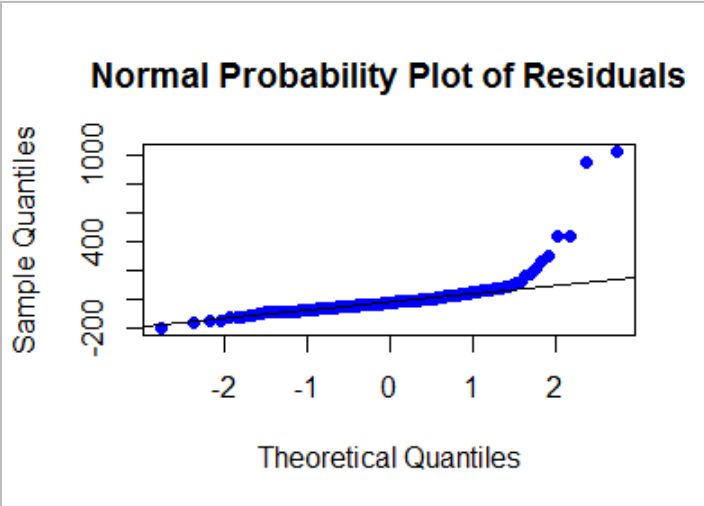 Normal Probability Plot of Residuals
Sample Quantiles
1000
400
-200
-2 -1 0 1 2
Theoretical Quantiles